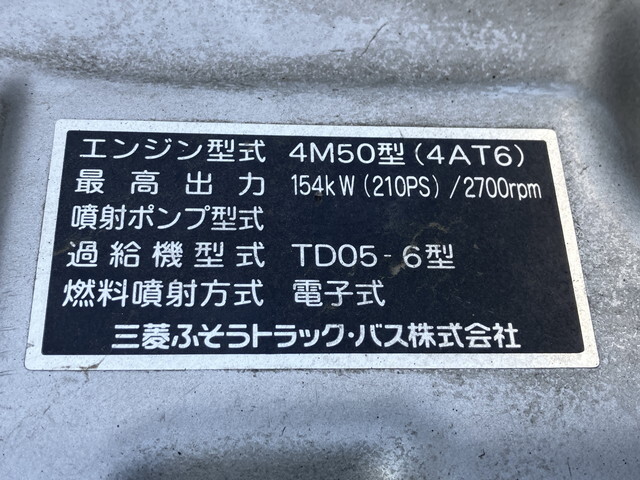 エンジン型式 4M50型(4AT6)
最高出力 154kW(210PS)/2700rpm
噴射ポンプ型式
過給機型式 TD05-6型
燃料噴射方式 電子式
三菱ふそうトラック・バス株式会社